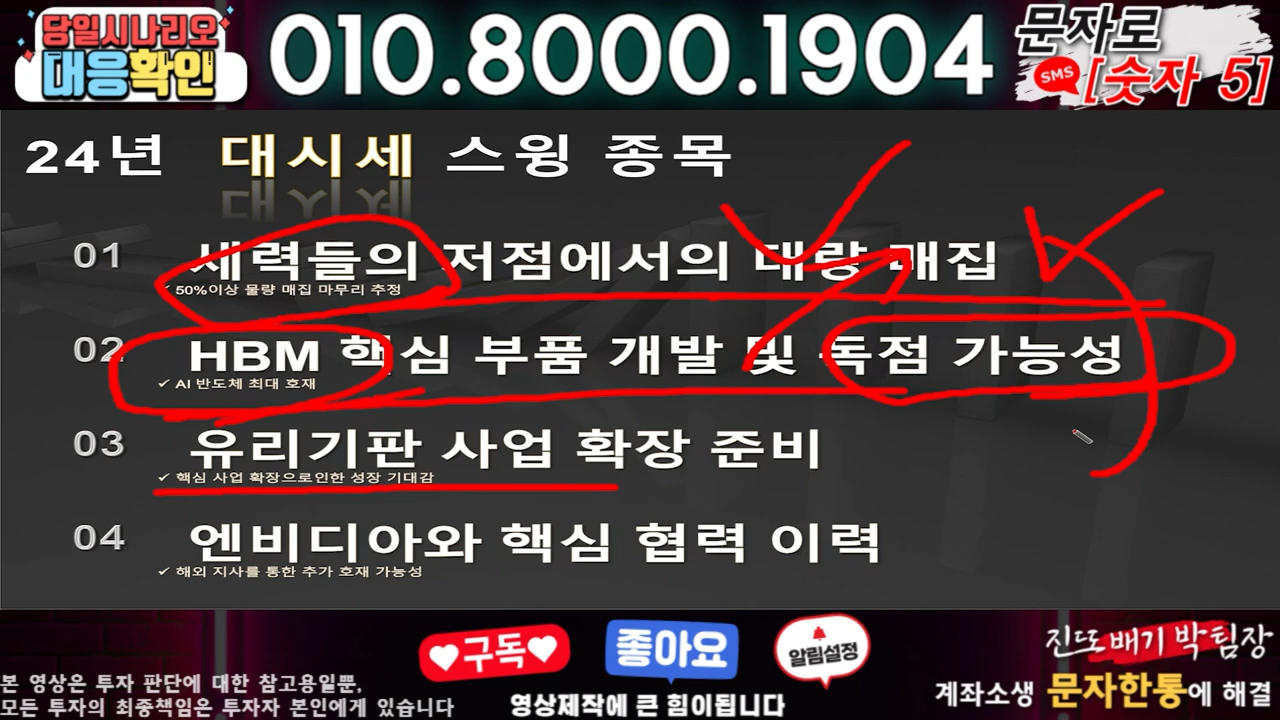 당일시나리오
대응확인
010.8000.1904
문자로
SMS [숫자 5]
24년 대시세 스윙 종목
01 세력들의 저점에서의 대량 매집
✓ 50%이상 물량 매집 마무리 추정
02 HBM 핵심 부품 개발 및 독점 가능성
✓ AI 반도체 최대 호재
03 유리기판 사업 확장 준비
✓ 핵심 사업 확장으로인한 성장 기대감
04 엔비디아와 핵심 협력 이력
✓ 해외 지사를 통한 추가 호재 가능성
구독
좋아요
알림설정
진또배기 박팀장
본 영상은 투자 판단에 대한 참고용일뿐,
모든 투자의 최종책임은 투자자 본인에게 있습니다
영상제작에 큰 힘이됩니다
계좌소생 문자한통에 해결